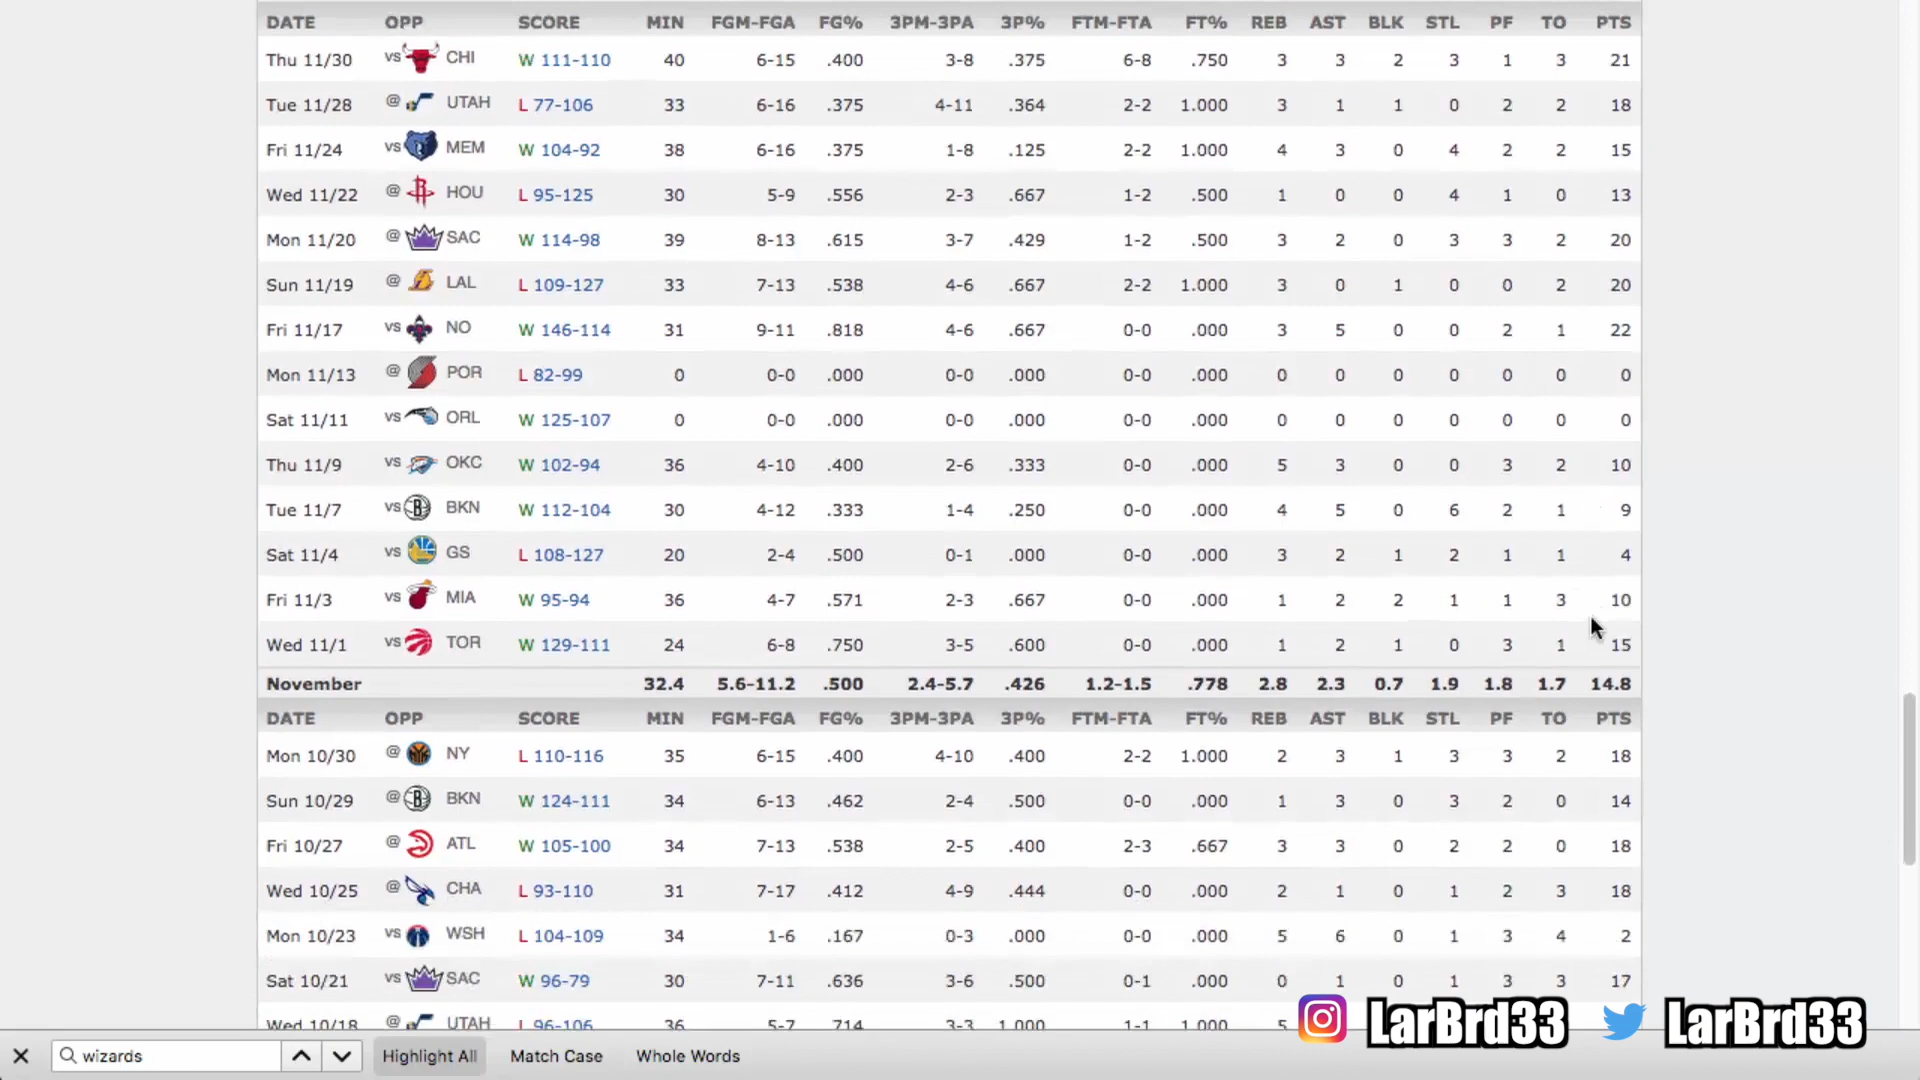 DATE OPP SCORE MIN FGM-FGA FG% 3PM-3PA 3P% FTM-FTA FT% REB AST BLK STL PF TO PTS
Thu 11/30 vs CHI W 111-110 40 6-15 .400 3-8 .375 6-8 .750 3 3 2 3 1 3 21
Tue 11/28 @ UTAH L 77-106 33 6-16 .375 4-11 .364 2-2 1.000 3 1 1 0 2 2 18
Fri 11/24 vs MEM W 104-92 38 6-16 .375 1-8 .125 2-2 1.000 4 3 0 4 2 2 15
Wed 11/22 @ HOU L 95-125 30 5-9 .556 2-3 .667 1-2 .500 1 0 0 4 1 0 13
Mon 11/20 @ SAC W 114-98 39 8-13 .615 3-7 .429 1-2 .500 3 2 0 3 3 2 20
Sun 11/19 @ LAL L 109-127 33 7-13 .538 4-6 .667 2-2 1.000 3 0 1 0 0 2 20
Fri 11/17 vs NO W 146-114 31 9-11 .818 4-6 .667 0-0 .000 3 5 0 0 2 1 22
Mon 11/13 @ POR L 82-99 0 0-0 .000 0-0 .000 0-0 .000 0 0 0 0 0 0 0
Sat 11/11 vs ORL W 125-107 0 0-0 .000 0-0 .000 0-0 .000 0 0 0 0 0 0 0
Thu 11/9 vs OKC W 102-94 36 4-10 .400 2-6 .333 0-0 .000 5 3 0 0 3 2 10
Tue 11/7 vs BKN W 112-104 30 4-12 .333 1-4 .250 0-0 .000 4 5 0 6 2 1 9
Sat 11/4 vs GS L 108-127 20 2-4 .500 0-1 .000 0-0 .000 3 2 1 2 1 1 4
Fri 11/3 vs MIA W 95-94 36 4-7 .571 2-3 .667 0-0 .000 1 2 2 1 1 3 10
Wed 11/1 vs TOR W 129-111 24 6-8 .750 3-5 .600 0-0 .000 1 2 1 0 3 1 15
November 32.4 5.6-11.2 .500 2.4-5.7 .426 1.2-1.5 .778 2.8 2.3 0.7 1.9 1.8 1.7 14.8
DATE OPP SCORE MIN FGM-FGA FG% 3PM-3PA 3P% FTM-FTA FT% REB AST BLK STL PF TO PTS
Mon 10/30 @ NY L 110-116 35 6-15 .400 4-10 .400 2-2 1.000 2 3 1 3 3 2 18
Sun 10/29 @ BKN W 124-111 34 6-13 .462 2-4 .500 0-0 .000 1 3 0 3 2 0 14
Fri 10/27 @ ATL W 105-100 34 7-13 .538 2-5 .400 2-3 .667 3 3 0 2 2 0 18
Wed 10/25 @ CHA L 93-110 31 7-17 .412 4-9 .444 0-0 .000 2 1 0 1 2 3 18
Mon 10/23 vs WSH L 104-109 34 1-6 .167 0-3 .000 0-0 .000 5 6 0 1 3 4 2
Sat 10/21 vs SAC W 96-79 30 7-11 .636 3-6 .500 0-1 .000 0 1 0 1 3 3 17
Wed 10/18 @ UTAH L 96-106 36 5-7 .714 3-3 1.000 1-1 1.000 5
LarBrd33 LarBrd33
wizards Highlight All Match Case Whole Words